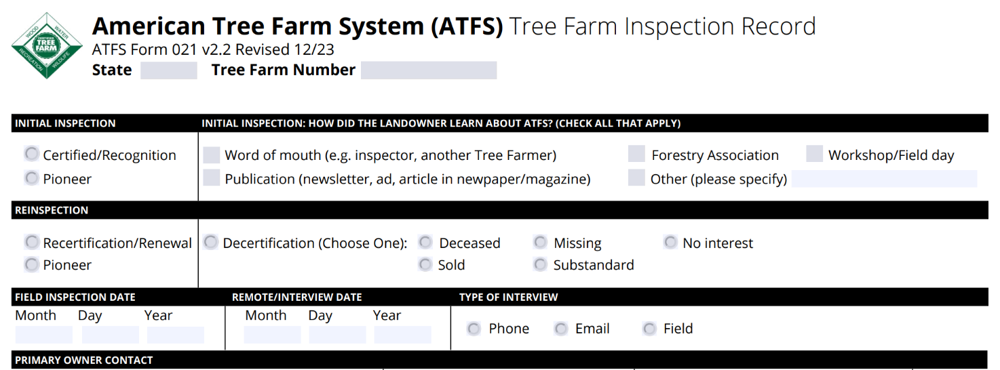 WOOD
WATER
CERTIFIED
TREE
FARM
RECREATION
WILDLIFE
American Tree Farm System (ATFS) Tree Farm Inspection Record
ATFS Form 021 v2.2 Revised 12/23
State Tree Farm Number
INITIAL INSPECTION INITIAL INSPECTION: HOW DID THE LANDOWNER LEARN ABOUT ATFS? (CHECK ALL THAT APPLY)
Certified/Recognition Word of mouth (e.g. inspector, another Tree Farmer) Forestry Association Workshop/Field day
Pioneer Publication (newsletter, ad, article in newpaper/magazine) Other (please specify)
REINSPECTION
Recertification/Renewal Decertification (Choose One): Deceased Missing No interest
Pioneer Sold Substandard
FIELD INSPECTION DATE REMOTE/INTERVIEW DATE TYPE OF INTERVIEW
Month Day Year Month Day Year
Phone Email Field
PRIMARY OWNER CONTACT